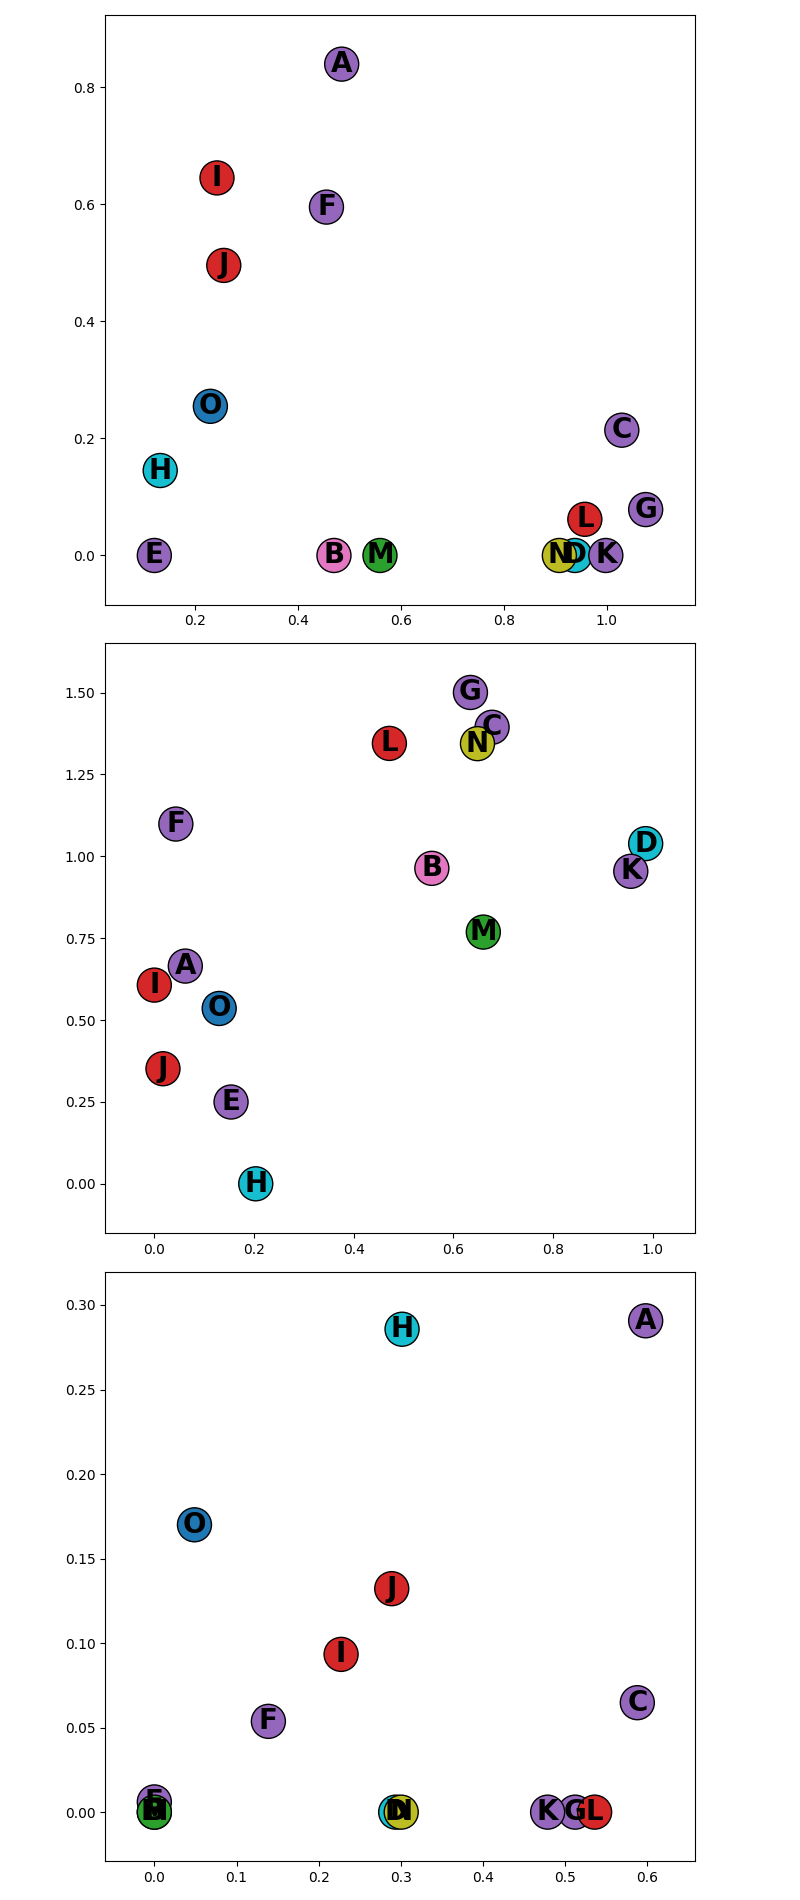 A
0.8
I
F
0.6
J
0.4
O
C
0.2
H
G
L
0.0 E B M N D K
0.2 0.4 0.6 0.8 1.0
1.50 G
C
L N
1.25
F
D
1.00
B K
M
0.75
A
I
O
0.50
J
0.25 E
0.00 H
0.0 0.2 0.4 0.6 0.8 1.0
0.30
A
H
0.25
0.20
O
0.15
J
0.10
I
C
F
0.05
E
0.00 M D N K G L
0.0 0.1 0.2 0.3 0.4 0.5 0.6